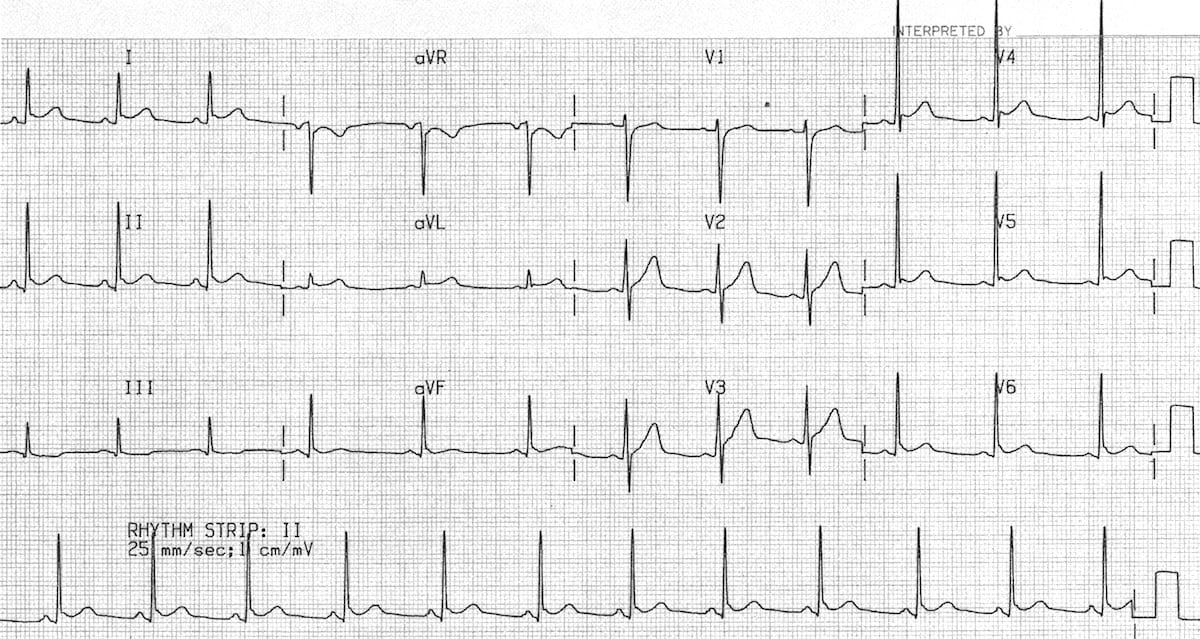 INTERPRETED BY
I aVR V1 V4
II aVL V2 V5
III aVF V3 V6
RHYTHM STRIP: II
25 mm/sec;1 cm/mV